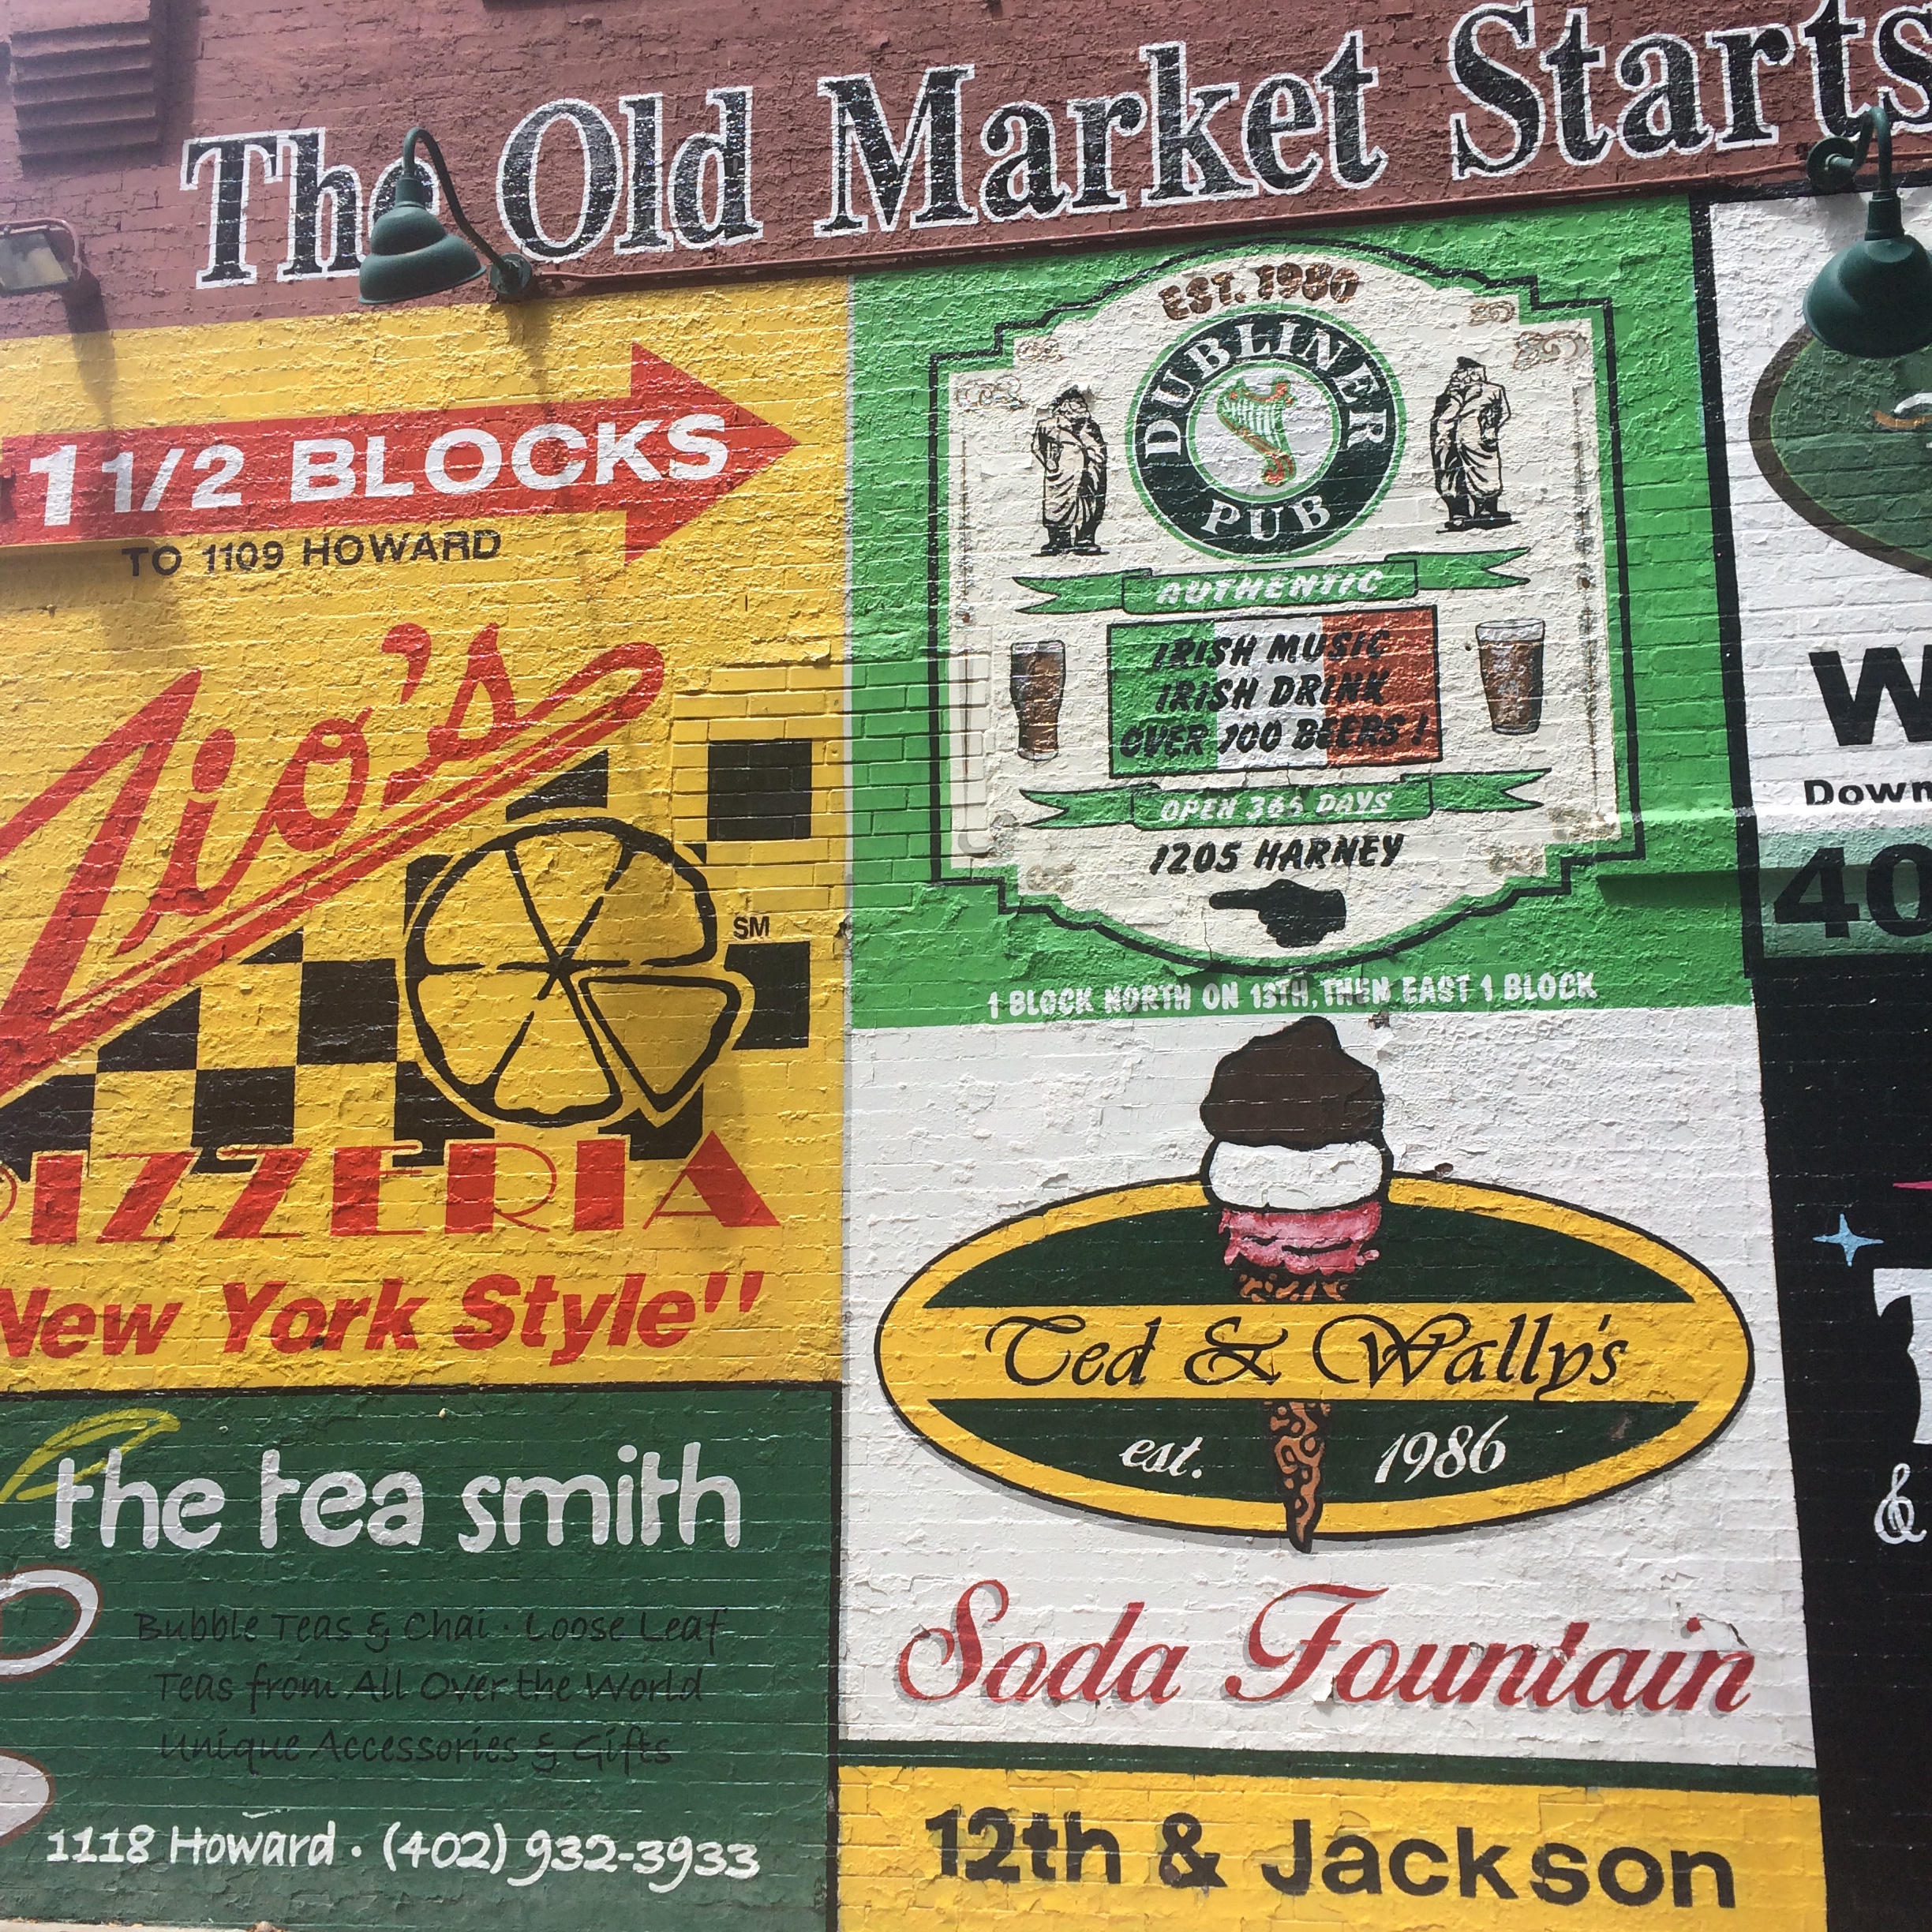 The Old Market Starts
1 1/2 BLOCKS
TO 1109 HOWARD
Zio's
SM
PIZZERIA
New York Style"
the tea smith
Bubble Teas & Chai · Loose Leaf
Teas from All Over the World
Unique Accessories & Gifts
1118 Howard · (402) 932-3933
EST. 1980
DUBLINER
PUB
AUTHENTIC
IRISH MUSIC
IRISH DRINK
OVER 100 BEERS!
OPEN 365 DAYS
1205 HARNEY
1 BLOCK NORTH ON 13TH, THEN EAST 1 BLOCK
Ted & Wally's
est. 1986
Soda Fountain
12th & Jackson
W
Down
40
&